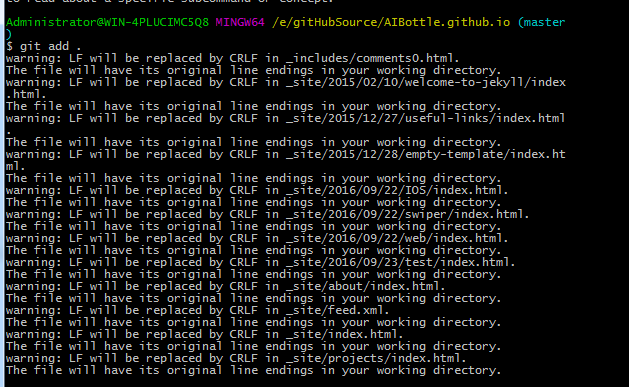 to read about a specific subcommand or concept.
Administrator@WIN-4PLUCIMC5Q8 MINGW64 /e/gitHubSource/AIBottle.github.io (master
)
$ git add .
warning: LF will be replaced by CRLF in _includes/comments0.html.
The file will have its original line endings in your working directory.
warning: LF will be replaced by CRLF in _site/2015/02/10/welcome-to-jekyll/index
.html.
The file will have its original line endings in your working directory.
warning: LF will be replaced by CRLF in _site/2015/12/27/useful-links/index.html
.
The file will have its original line endings in your working directory.
warning: LF will be replaced by CRLF in _site/2015/12/28/empty-template/index.ht
ml.
The file will have its original line endings in your working directory.
warning: LF will be replaced by CRLF in _site/2016/09/22/IOS/index.html.
The file will have its original line endings in your working directory.
warning: LF will be replaced by CRLF in _site/2016/09/22/swiper/index.html.
The file will have its original line endings in your working directory.
warning: LF will be replaced by CRLF in _site/2016/09/22/web/index.html.
The file will have its original line endings in your working directory.
warning: LF will be replaced by CRLF in _site/2016/09/23/test/index.html.
The file will have its original line endings in your working directory.
warning: LF will be replaced by CRLF in _site/about/index.html.
The file will have its original line endings in your working directory.
warning: LF will be replaced by CRLF in _site/feed.xml.
The file will have its original line endings in your working directory.
warning: LF will be replaced by CRLF in _site/index.html.
The file will have its original line endings in your working directory.
warning: LF will be replaced by CRLF in _site/projects/index.html.
The file will have its original line endings in your working directory.